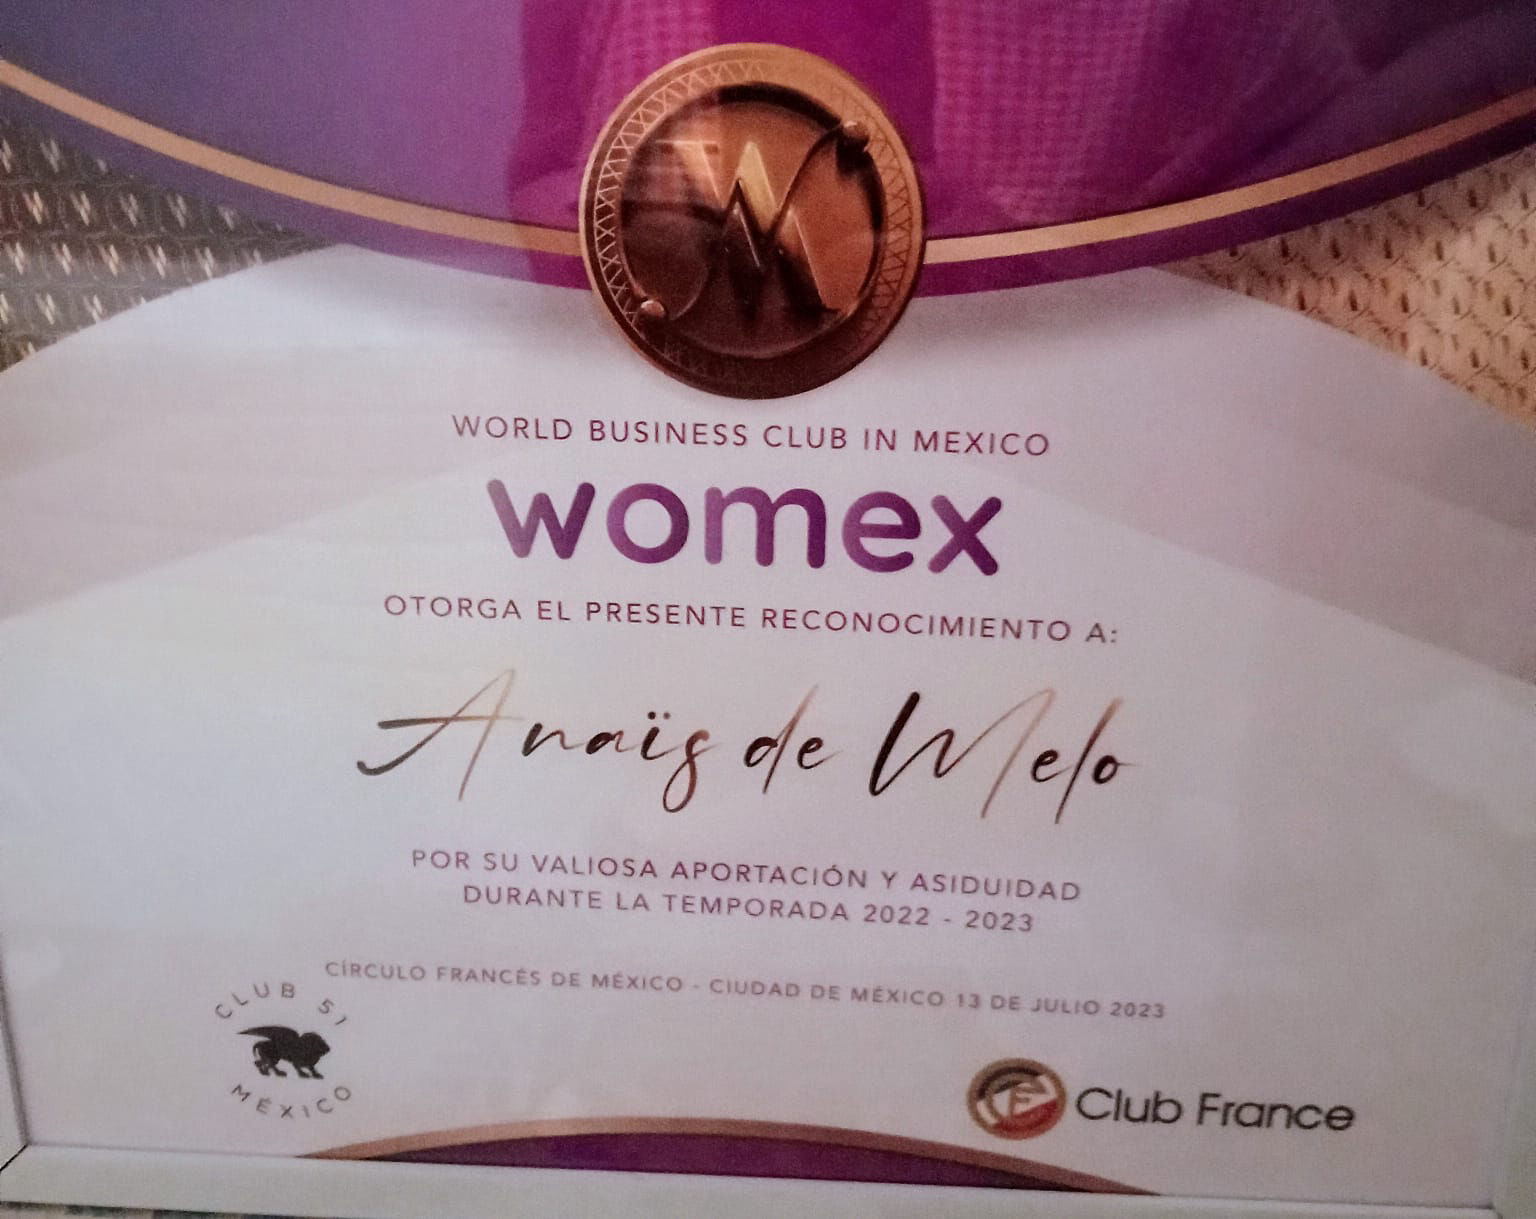 WORLD BUSINESS CLUB IN MEXICO
womex
OTORGA EL PRESENTE RECONOCIMIENTO A:
Anaïs de Melo
POR SU VALIOSA APORTACIÓN Y ASIDUIDAD
DURANTE LA TEMPORADA 2022 - 2023
CÍRCULO FRANCÉS DE MÉXICO - CIUDAD DE MÉXICO 13 DE JULIO 2023
CLUB 51
MÉXICO
Club France